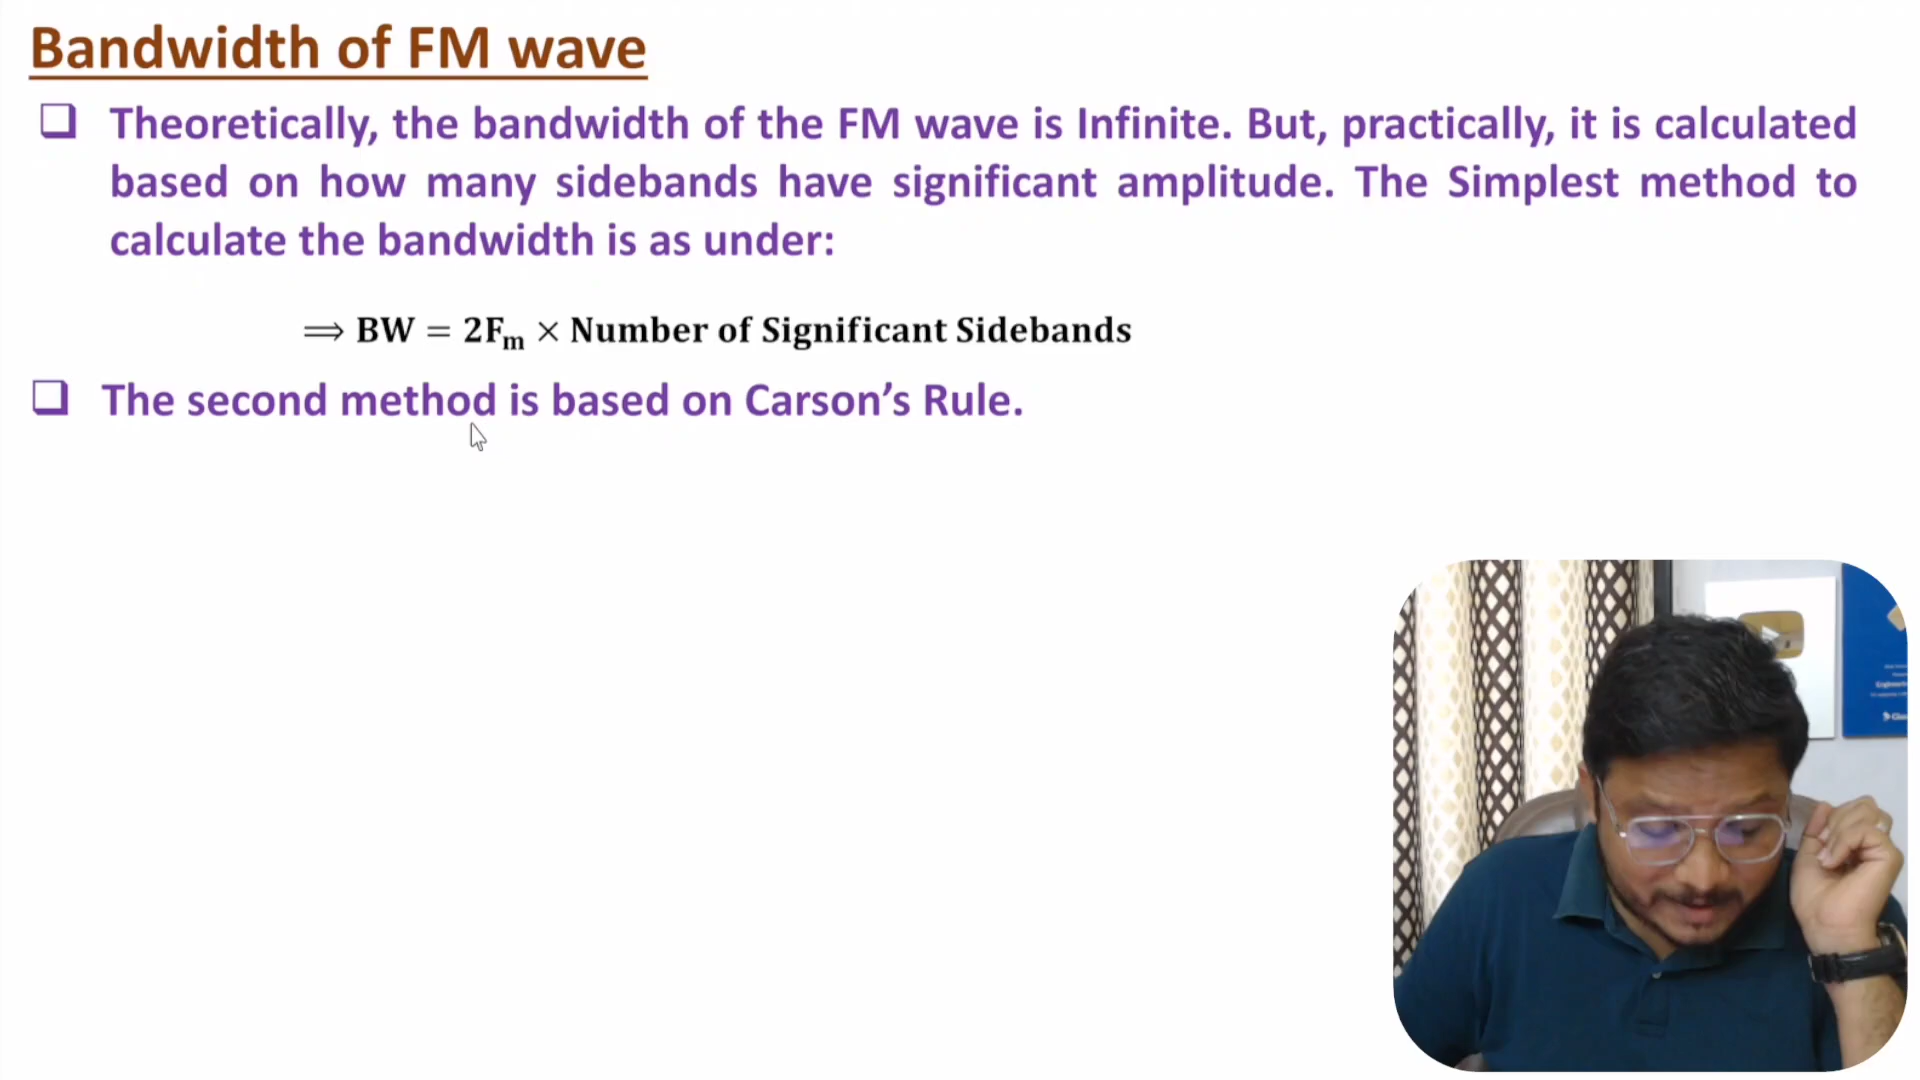 Bandwidth of FM wave
❑ Theoretically, the bandwidth of the FM wave is Infinite. But, practically, it is calculated
based on how many sidebands have significant amplitude. The Simplest method to
calculate the bandwidth is as under:
⟹ BW = 2Fₘ × Number of Significant Sidebands
❑ The second method is based on Carson’s Rule.